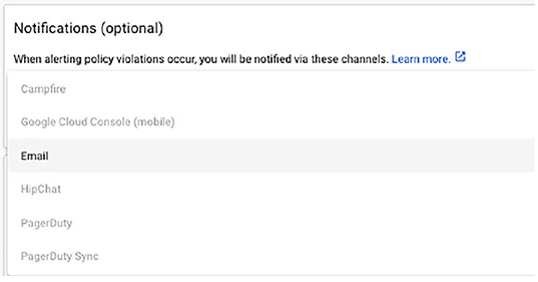 Notifications (optional)
When alerting policy violations occur, you will be notified via these channels. Learn more.
Campfire
Google Cloud Console (mobile)
Email
HipChat
PagerDuty
PagerDuty Sync